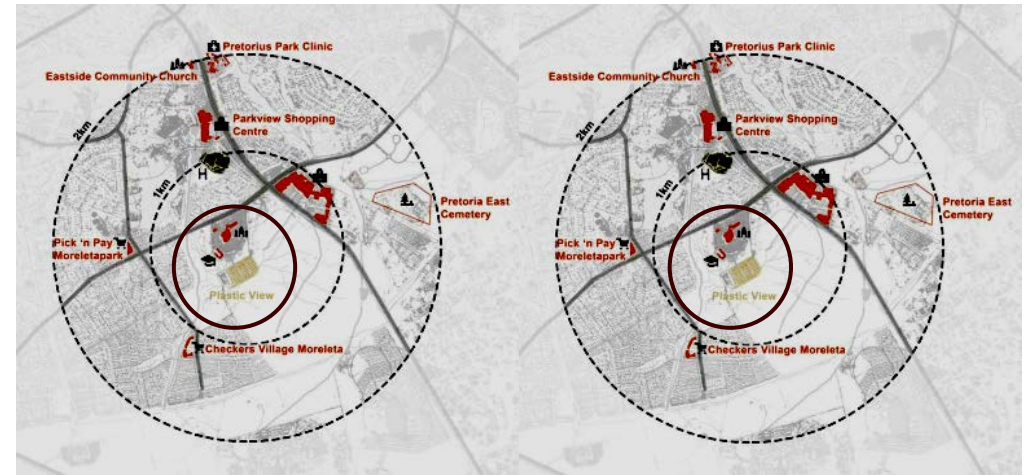 Pretorius Park Clinic
Eastside Community Church
2km
Parkview Shopping
Centre
H
1km
Pretoria East
Cemetery
Pick 'n Pay
Moreletapark
Plastic View
Checkers Village Moreleta
Pretorius Park Clinic
Eastside Community Church
2km
Parkview Shopping
Centre
H
1km
Pretoria East
Cemetery
Pick 'n Pay
Moreletapark
Plastic View
Checkers Village Moreleta